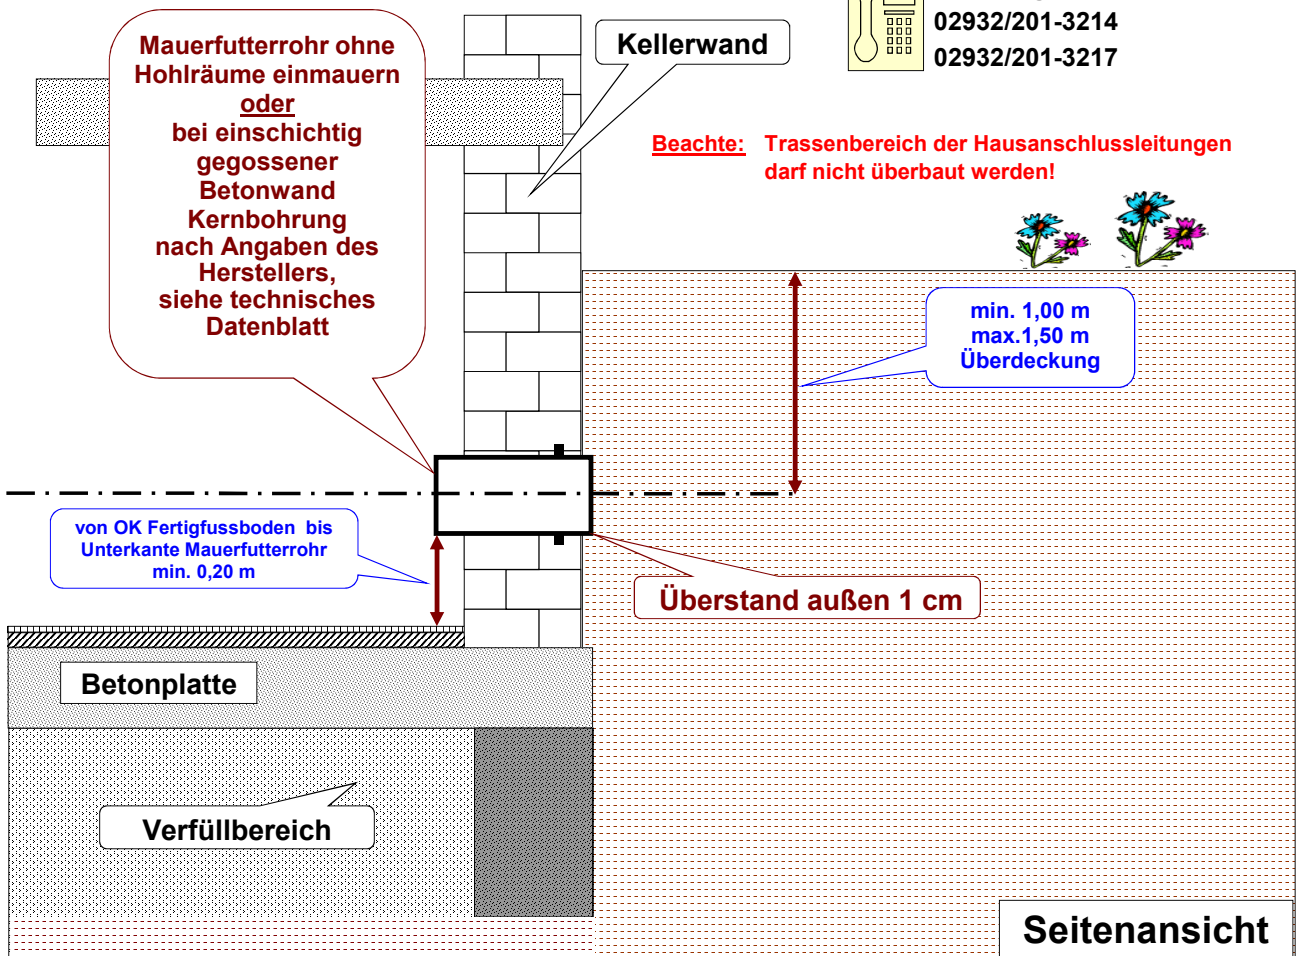 02932/201-3214
02932/201-3217
Mauerfutterrohr ohne
Hohlräume einmauern
oder
bei einschichtig
gegossener
Betonwand
Kernbohrung
nach Angaben des
Herstellers,
siehe technisches
Datenblatt
Kellerwand
Beachte: Trassenbereich der Hausanschlussleitungen
darf nicht überbaut werden!
min. 1,00 m
max.1,50 m
Überdeckung
von OK Fertigfussboden bis
Unterkante Mauerfutterrohr
min. 0,20 m
Überstand außen 1 cm
Betonplatte
Verfüllbereich
Seitenansicht